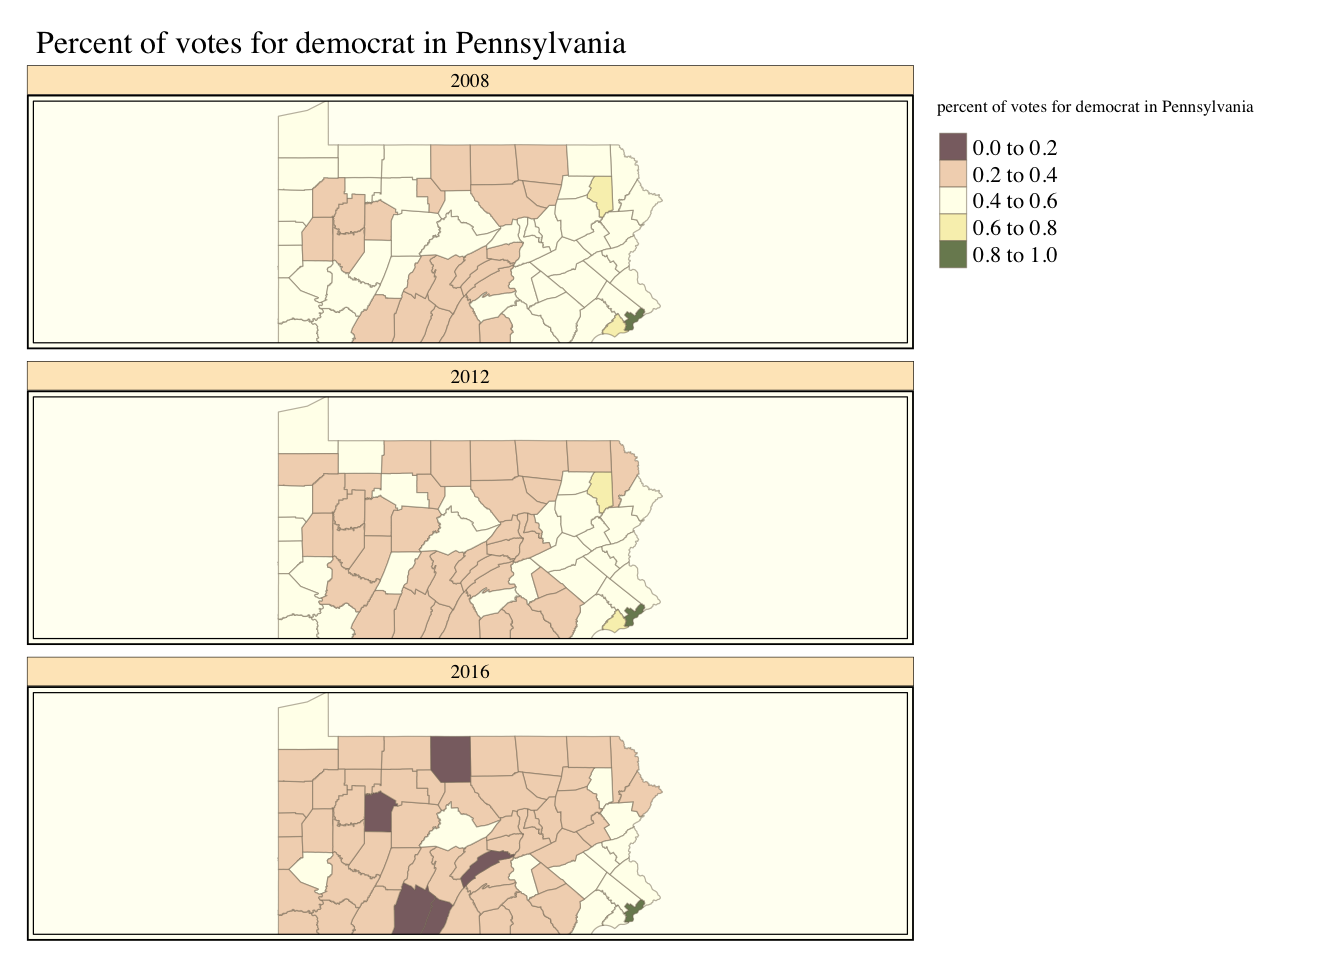 Percent of votes for democrat in Pennsylvania
2008
percent of votes for democrat in Pennsylvania
0.0 to 0.2
0.2 to 0.4
0.4 to 0.6
0.6 to 0.8
0.8 to 1.0
2012
2016